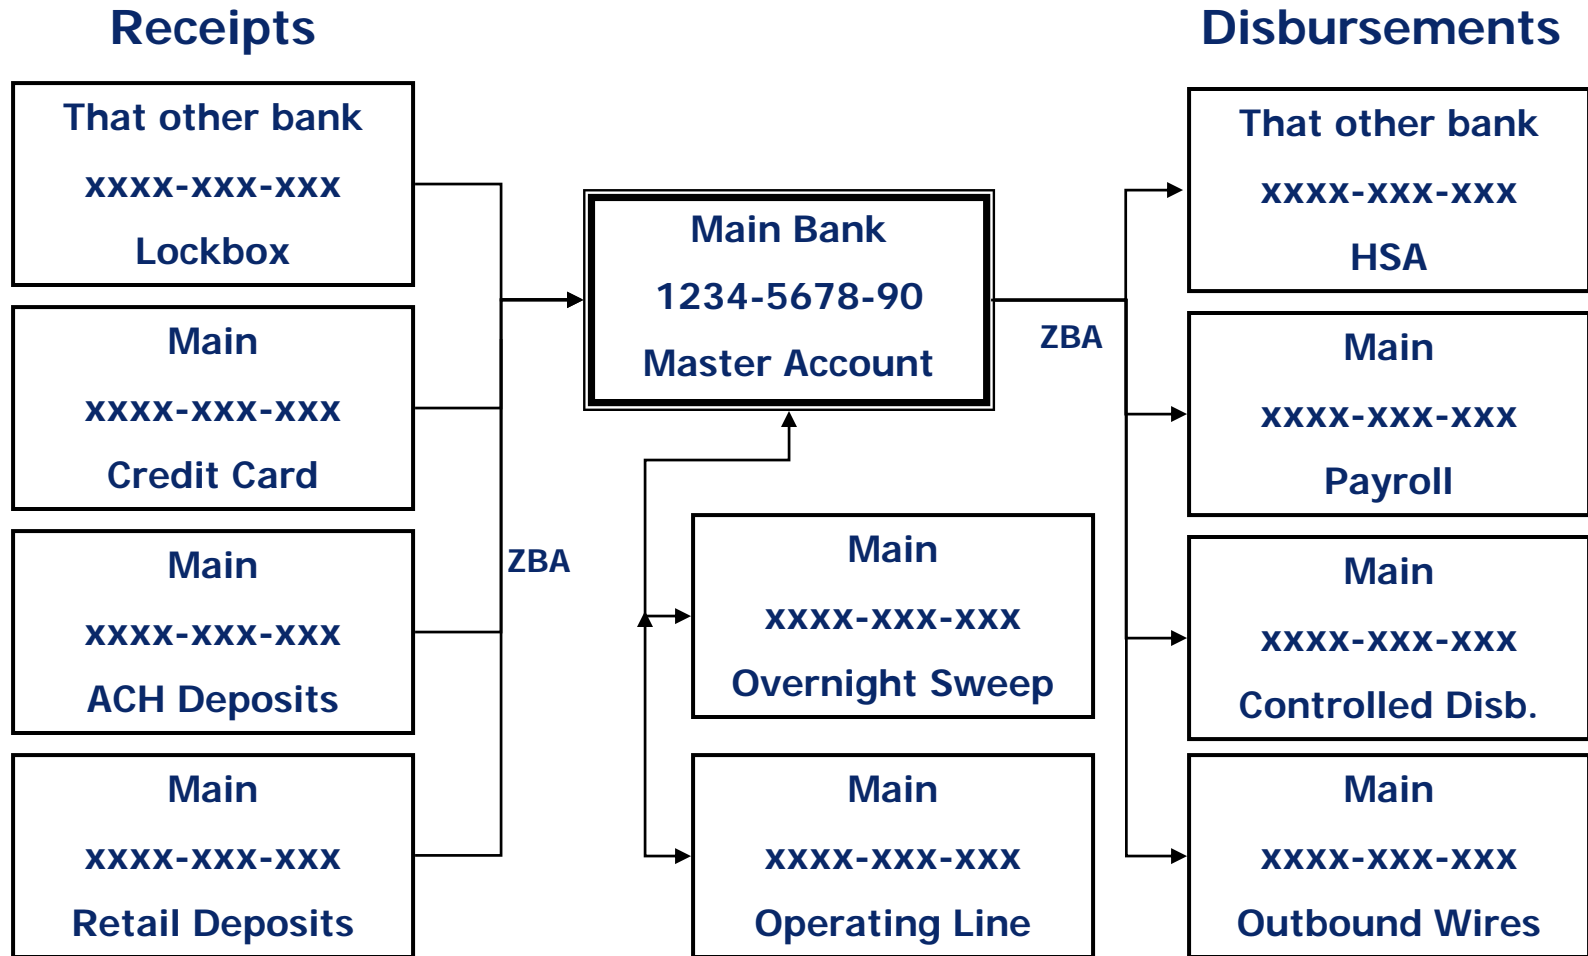 Receipts
Disbursements
That other bank
xxxx-xxx-xxx
Lockbox
Main
xxxx-xxx-xxx
Credit Card
Main
xxxx-xxx-xxx
ACH Deposits
Main
xxxx-xxx-xxx
Retail Deposits
ZBA
Main Bank
1234-5678-90
Master Account
Main
xxxx-xxx-xxx
Overnight Sweep
Main
xxxx-xxx-xxx
Operating Line
ZBA
That other bank
xxxx-xxx-xxx
HSA
Main
xxxx-xxx-xxx
Payroll
Main
xxxx-xxx-xxx
Controlled Disb.
Main
xxxx-xxx-xxx
Outbound Wires